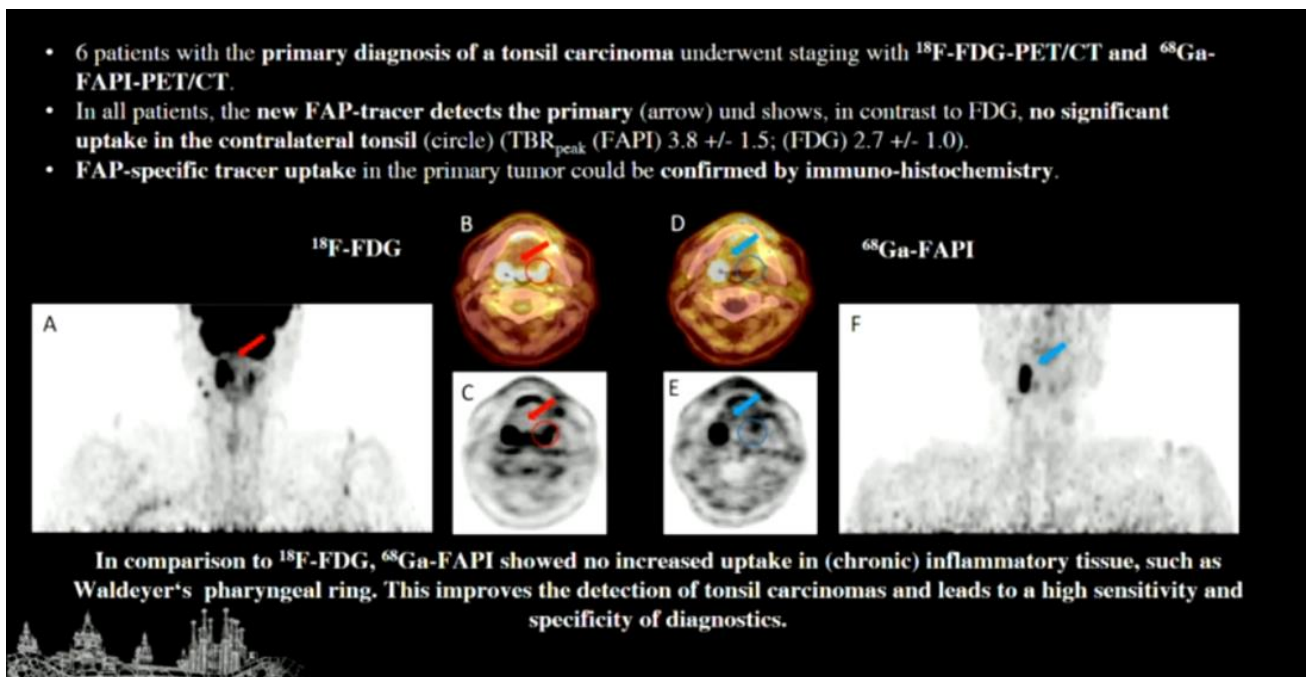 • 6 patients with the primary diagnosis of a tonsil carcinoma underwent staging with ¹⁸F-FDG-PET/CT and ⁶⁸Ga-
FAPI-PET/CT.
• In all patients, the new FAP-tracer detects the primary (arrow) und shows, in contrast to FDG, no significant
uptake in the contralateral tonsil (circle) (TBRpeak (FAPI) 3.8 +/- 1.5; (FDG) 2.7 +/- 1.0).
• FAP-specific tracer uptake in the primary tumor could be confirmed by immuno-histochemistry.
¹⁸F-FDG
B
D
⁶⁸Ga-FAPI
A
C
E
F
In comparison to ¹⁸F-FDG, ⁶⁸Ga-FAPI showed no increased uptake in (chronic) inflammatory tissue, such as
Waldeyer‘s pharyngeal ring. This improves the detection of tonsil carcinomas and leads to a high sensitivity and
specificity of diagnostics.